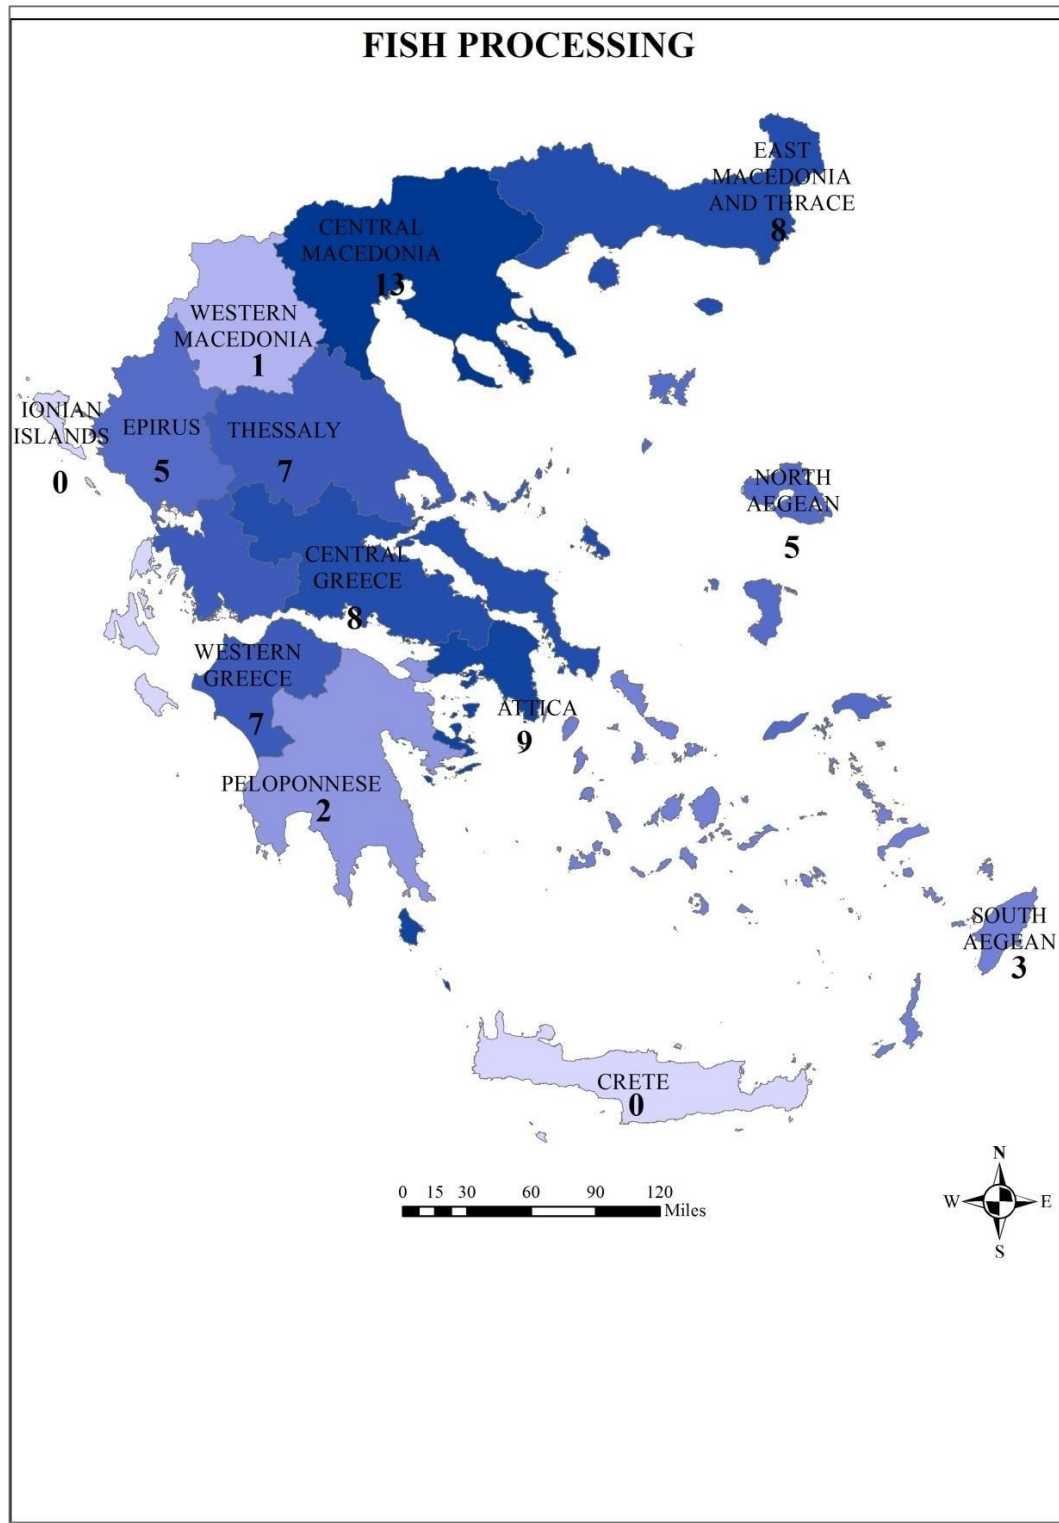 FISH PROCESSING
EAST
MACEDONIA
AND THRACE
8
CENTRAL
MACEDONIA
13
WESTERN
MACEDONIA
1
IONIAN
ISLANDS
0
EPIRUS
5
THESSALY
7
NORTH
AEGEAN
5
CENTRAL
GREECE
8
WESTERN
GREECE
7
ATTICA
9
PELOPONNESE
2
SOUTH
AEGEAN
3
CRETE
0
0 15 30 60 90 120
Miles
N
W E
S